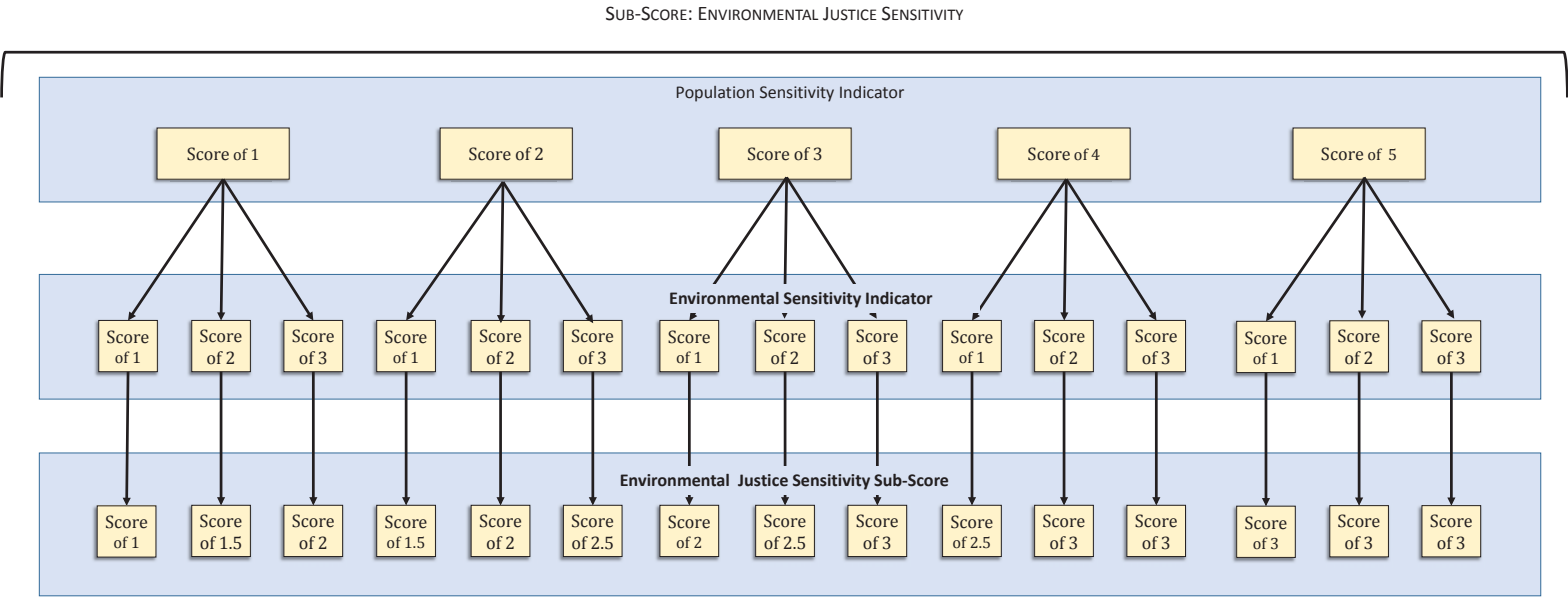 SUB-SCORE: ENVIRONMENTAL JUSTICE SENSITIVITY
Population Sensitivity Indicator
Score of 1
Score of 2
Score of 3
Score of 4
Score of 5
Environmental Sensitivity Indicator
Score
of 1
Score
of 2
Score
of 3
Score
of 1
Score
of 2
Score
of 3
Score
of 1
Score
of 2
Score
of 3
Score
of 1
Score
of 2
Score
of 3
Score
of 1
Score
of 2
Score
of 3
Environmental Justice Sensitivity Sub-Score
Score
of 1
Score
of 1.5
Score
of 2
Score
of 1.5
Score
of 2
Score
of 2.5
Score
of 2
Score
of 2.5
Score
of 3
Score
of 2.5
Score
of 3
Score
of 3
Score
of 3
Score
of 3
Score
of 3